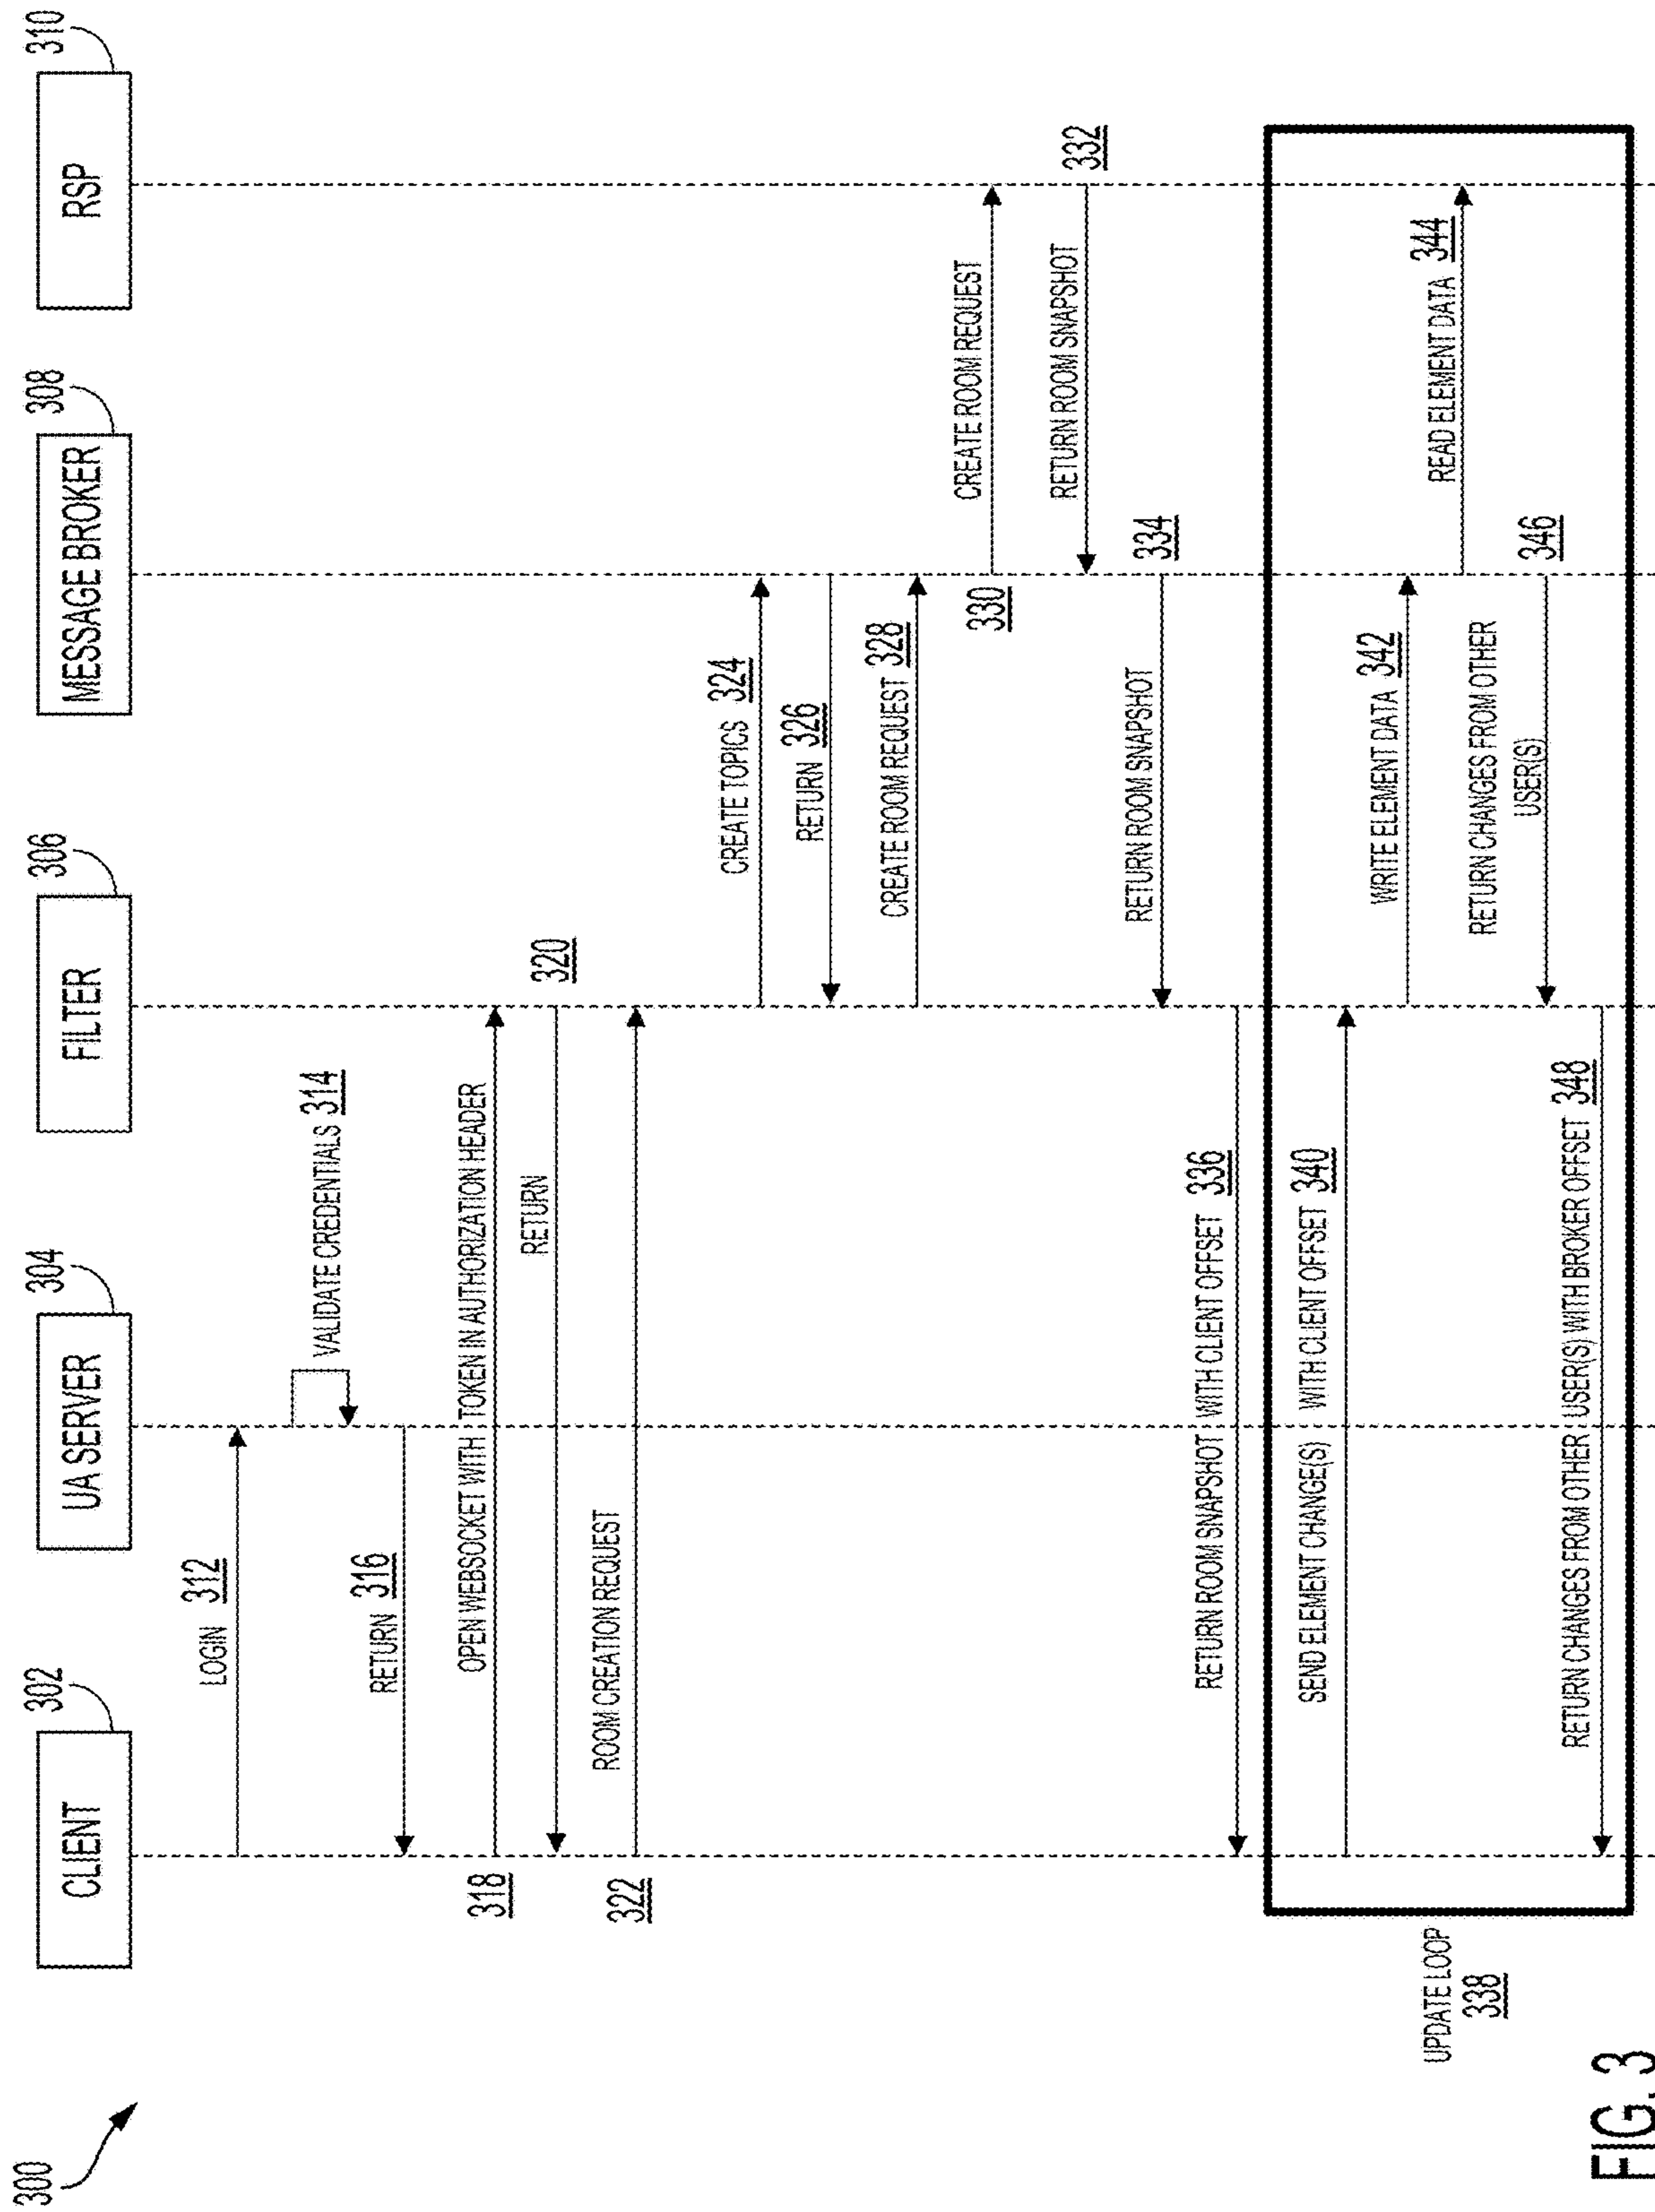 300
CLIENT
302
UA SERVER
304
FILTER
306
MESSAGE BROKER
308
RSP
310
LOGIN 312
VALIDATE CREDENTIALS 314
RETURN 316
318
OPEN WEBSOCKET WITH TOKEN IN AUTHORIZATION HEADER
RETURN
320
ROOM CREATION REQUEST
322
CREATE TOPICS 324
RETURN 326
CREATE ROOM REQUEST 328
330
CREATE ROOM REQUEST
RETURN ROOM SNAPSHOT
332
RETURN ROOM SNAPSHOT
334
RETURN ROOM SNAPSHOT WITH CLIENT OFFSET 336
UPDATE LOOP
338
SEND ELEMENT CHANGE(S) WITH CLIENT OFFSET 340
WRITE ELEMENT DATA 342
READ ELEMENT DATA 344
RETURN CHANGES FROM OTHER
USER(S)
346
RETURN CHANGES FROM OTHER USER(S) WITH BROKER OFFSET 348
FIG. 3